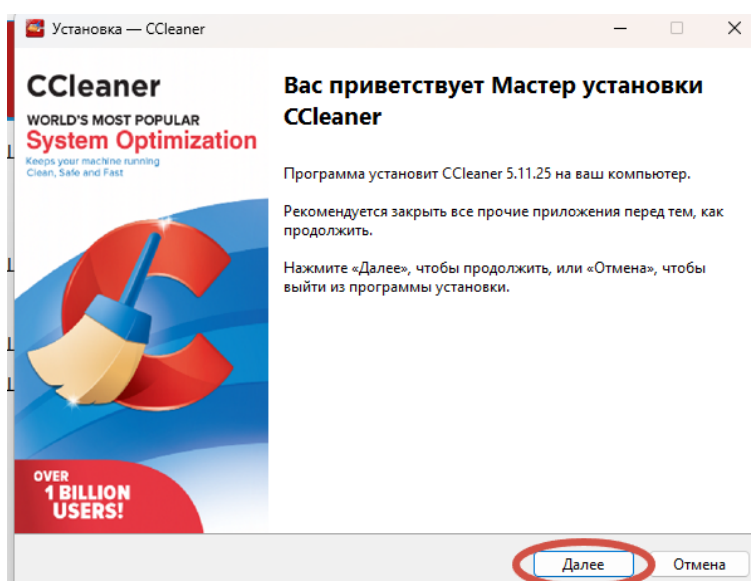 Установка — CCleaner
CCleaner
WORLD'S MOST POPULAR
System Optimization
Keeps your machine running
Clean, Safe and Fast
OVER
1 BILLION
USERS!
Вас приветствует Мастер установки
CCleaner
Программа установит CCleaner 5.11.25 на ваш компьютер.
Рекомендуется закрыть все прочие приложения перед тем, как
продолжить.
Нажмите «Далее», чтобы продолжить, или «Отмена», чтобы
выйти из программы установки.
Далее
Отмена